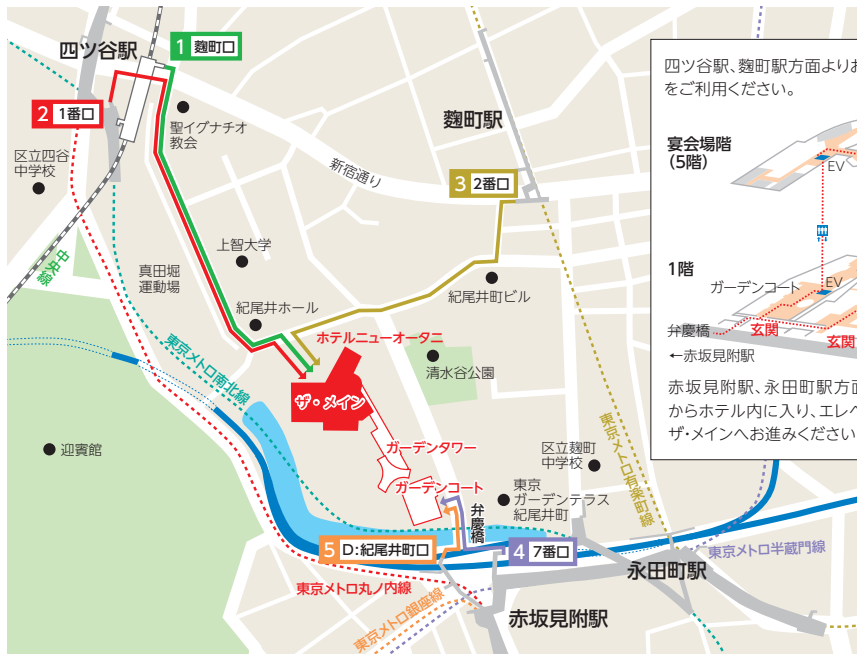 四ツ谷駅
1 麴町口
2 1番口
聖イグナチオ
教会
区立四谷
中学校
麴町駅
新宿通り
3 2番口
中央線
上智大学
真田堀
運動場
紀尾井ホール
紀尾井町ビル
ホテルニューオータニ
清水谷公園
東京メトロ南北線
ザ・メイン
迎賓館
ガーデンタワー
ガーデンコート
区立麹町
中学校
東京
ガーデンテラス
紀尾井町
東京メトロ有楽町線
弁慶橋
5 D:紀尾井町口
4 7番口
東京メトロ半蔵門線
永田町駅
東京メトロ丸ノ内線
東京メトロ銀座線
赤坂見附駅
四ツ谷駅、麴町駅方面よりお
をご利用ください。
宴会場階
(5階)
EV
1階
ガーデンコート
EV
弁慶橋
玄関
玄関
←赤坂見附駅
赤坂見附駅、永田町駅方面
からホテル内に入り、エレベ
ザ・メインへお進みください